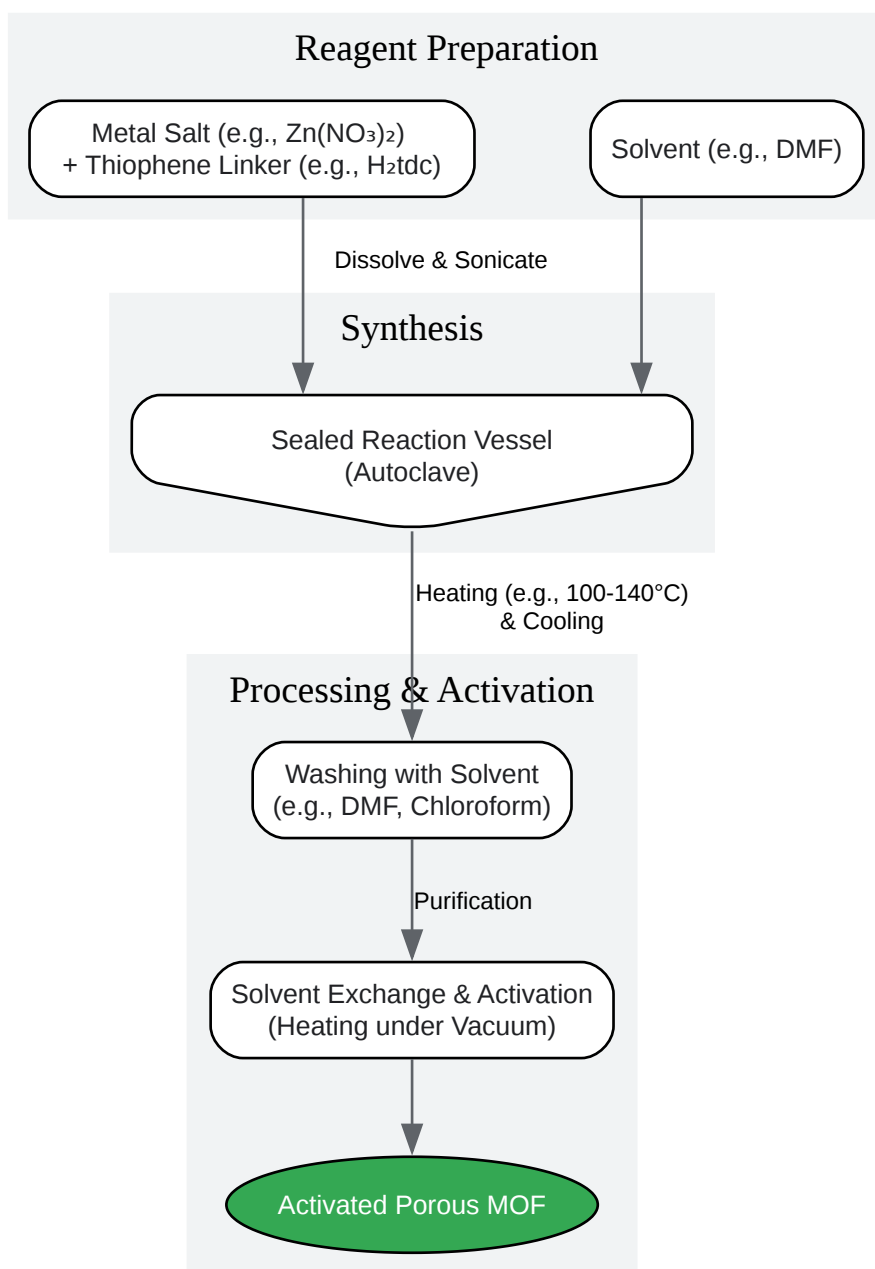 Reagent Preparation
Metal Salt (e.g., Zn(NO₃)₂)
+ Thiophene Linker (e.g., H₂tdc)
Solvent (e.g., DMF)
Dissolve & Sonicate
Synthesis
Sealed Reaction Vessel
(Autoclave)
Heating (e.g., 100-140°C)
& Cooling
Processing & Activation
Washing with Solvent
(e.g., DMF, Chloroform)
Purification
Solvent Exchange & Activation
(Heating under Vacuum)
Activated Porous MOF